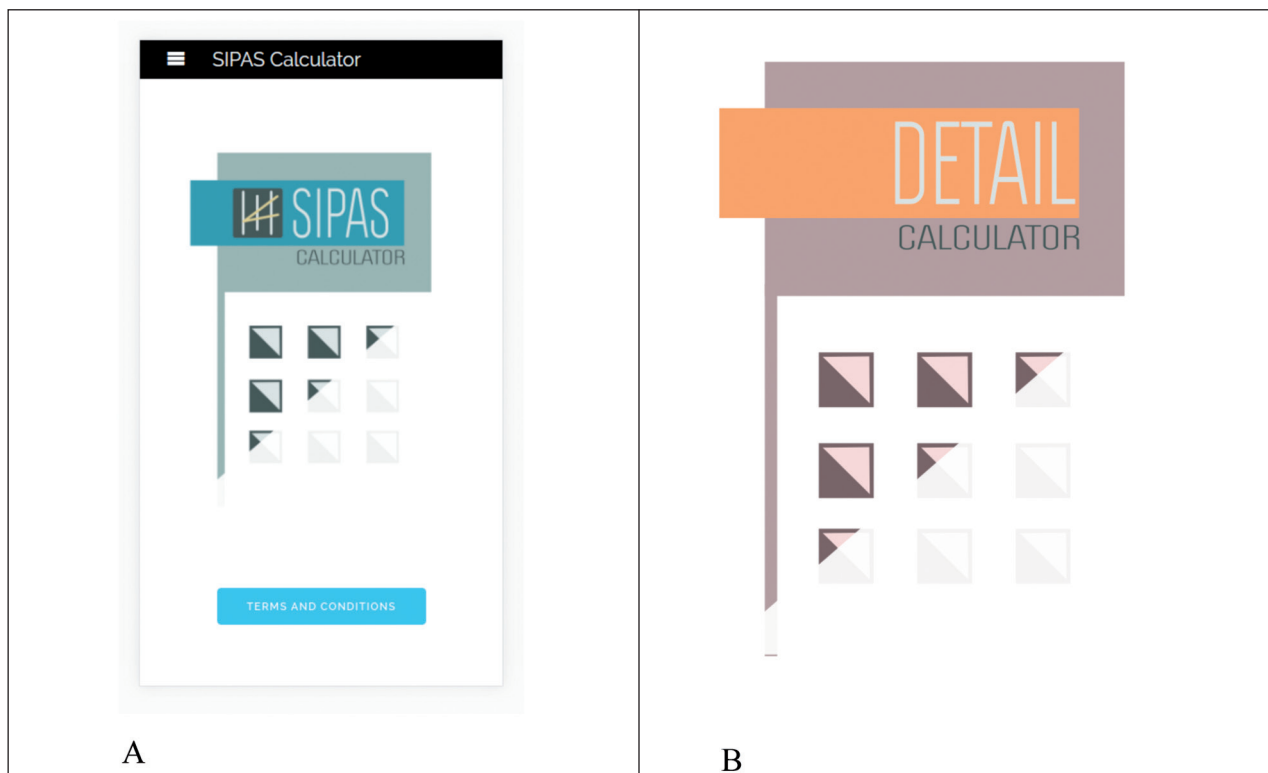 SIPAS Calculator
SIPAS
CALCULATOR
TERMS AND CONDITIONS
A
DETAIL
CALCULATOR
B